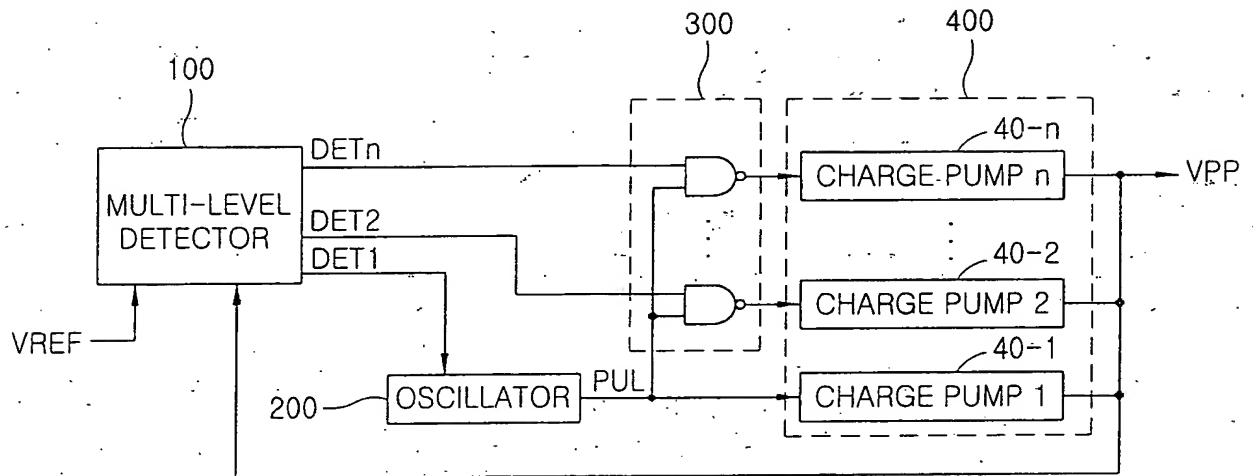 300
400
100
40-n
DETn
CHARGE PUMP n
VPP
MULTI-LEVEL
DETECTOR
DET2
40-2
DET1
CHARGE PUMP 2
VREF
40-1
PUL
200
OSCILLATOR
CHARGE PUMP 1